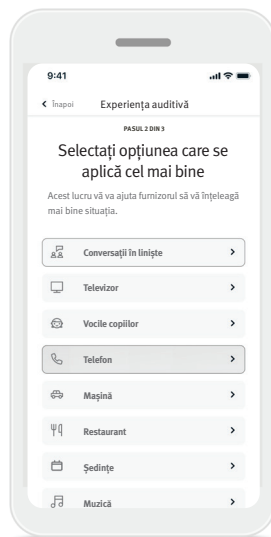 9:41
Înapoi Experiența auditivă
PASUL 2 DIN 3
Selectați opțiunea care se
aplică cel mai bine
Acest lucru vă va ajuta furnizorul să vă înțeleagă
mai bine situația.
Conversații în liniște
Televizor
Vocile copiilor
Telefon
Mașină
Restaurant
Ședințe
Muzică